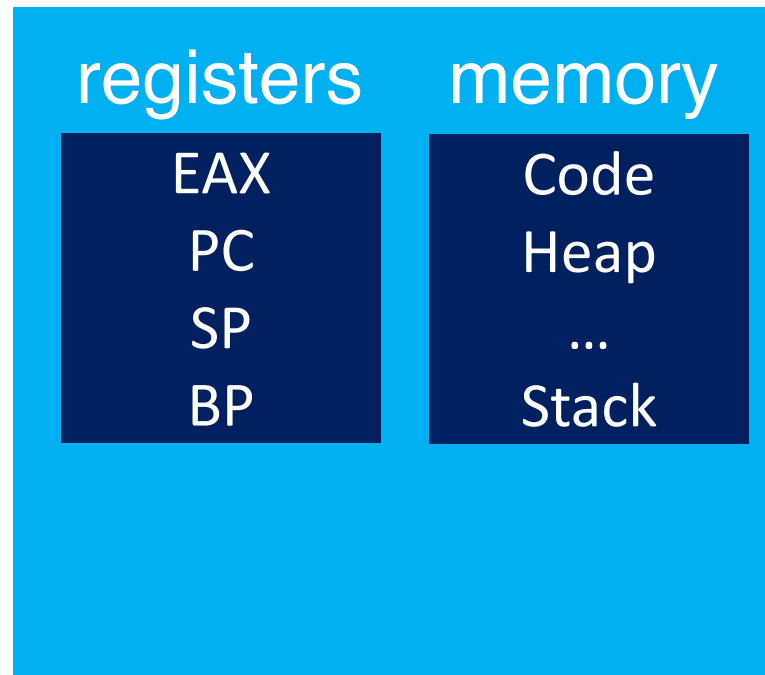 registers
EAX
PC
SP
BP
memory
Code
Heap
...
Stack